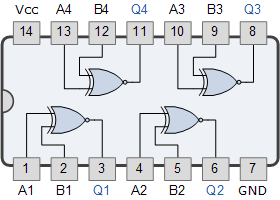 Vcc A4 B4 Q4 A3 B3 Q3
14 13 12 11 10 9 8
1 2 3 4 5 6 7
A1 B1 Q1 A2 B2 Q2 GND